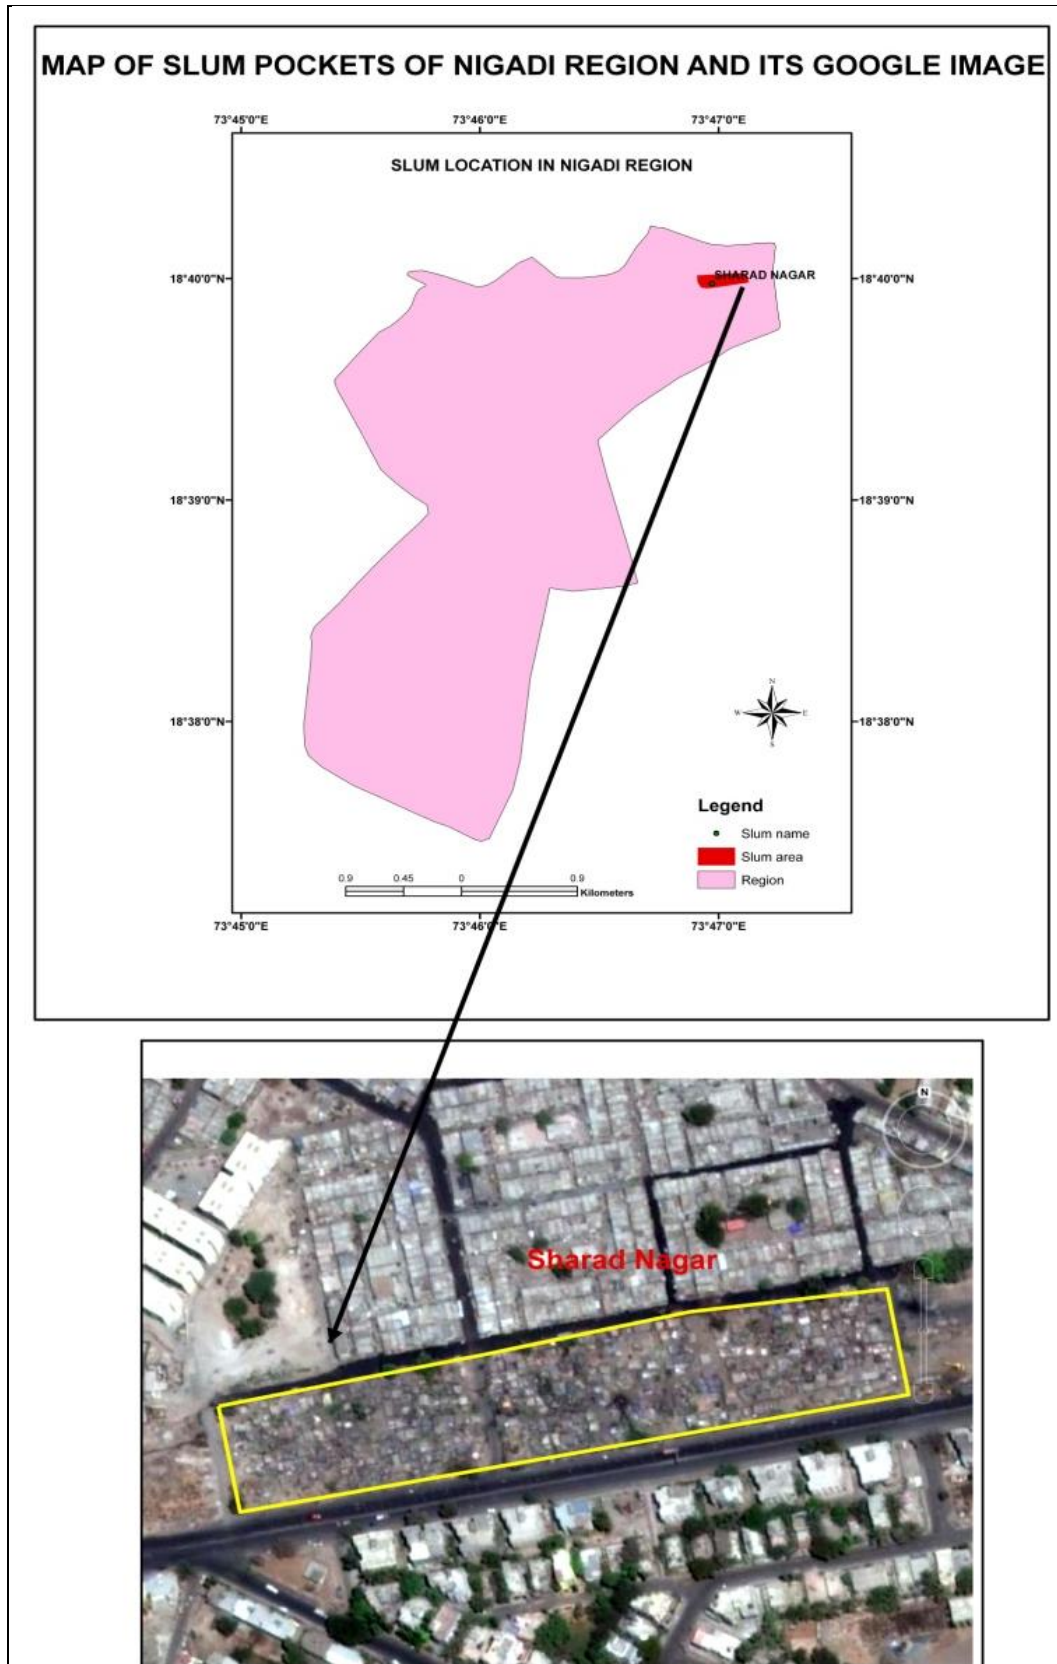 MAP OF SLUM POCKETS OF NIGADI REGION AND ITS GOOGLE IMAGE
73°45'0"E 73°46'0"E 73°47'0"E
SLUM LOCATION IN NIGADI REGION
SHARAD NAGAR
18°40'0"N 18°40'0"N
18°39'0"N 18°39'0"N
N
W E
S
18°38'0"N 18°38'0"N
Legend
Slum name
Slum area
Region
0.9 0.45 0 0.9
Kilometers
73°45'0"E 73°46'0"E 73°47'0"E
N
Sharad Nagar